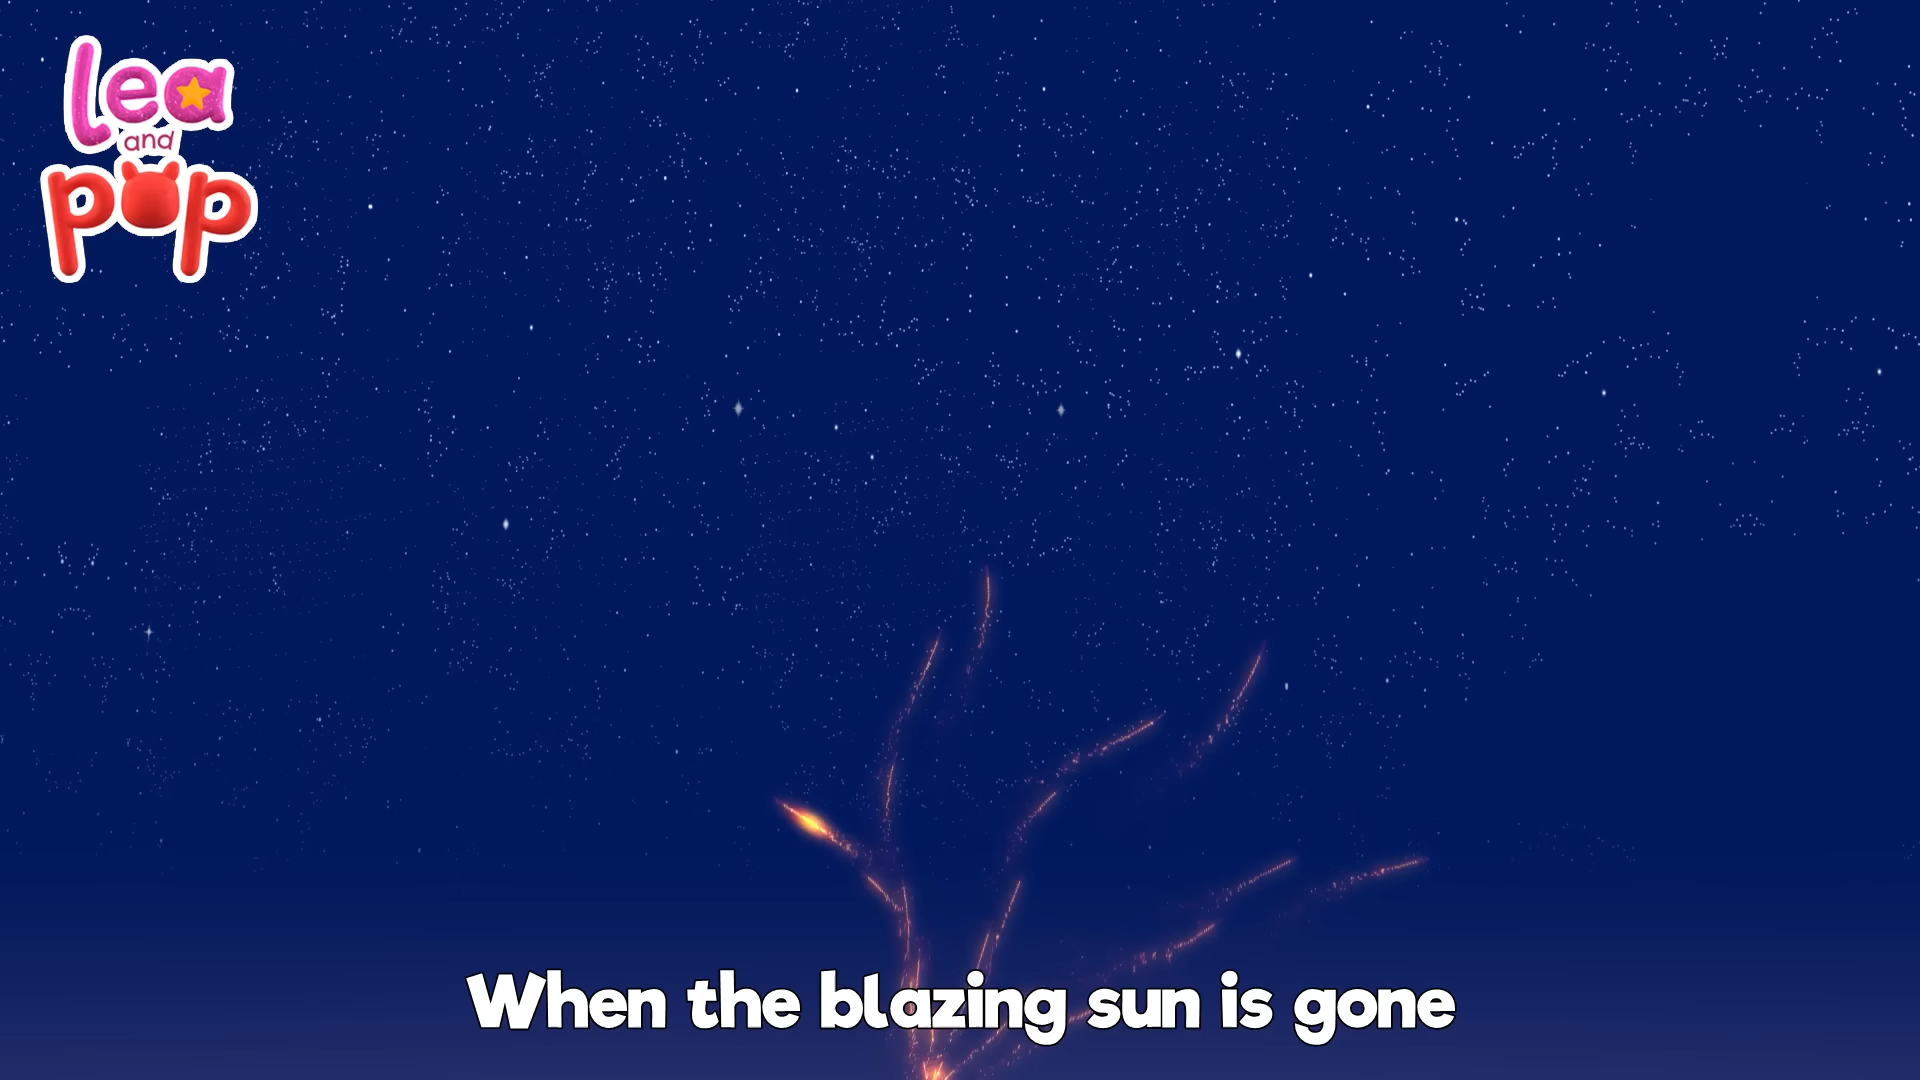 lea
and
pop
When the blazing sun is gone